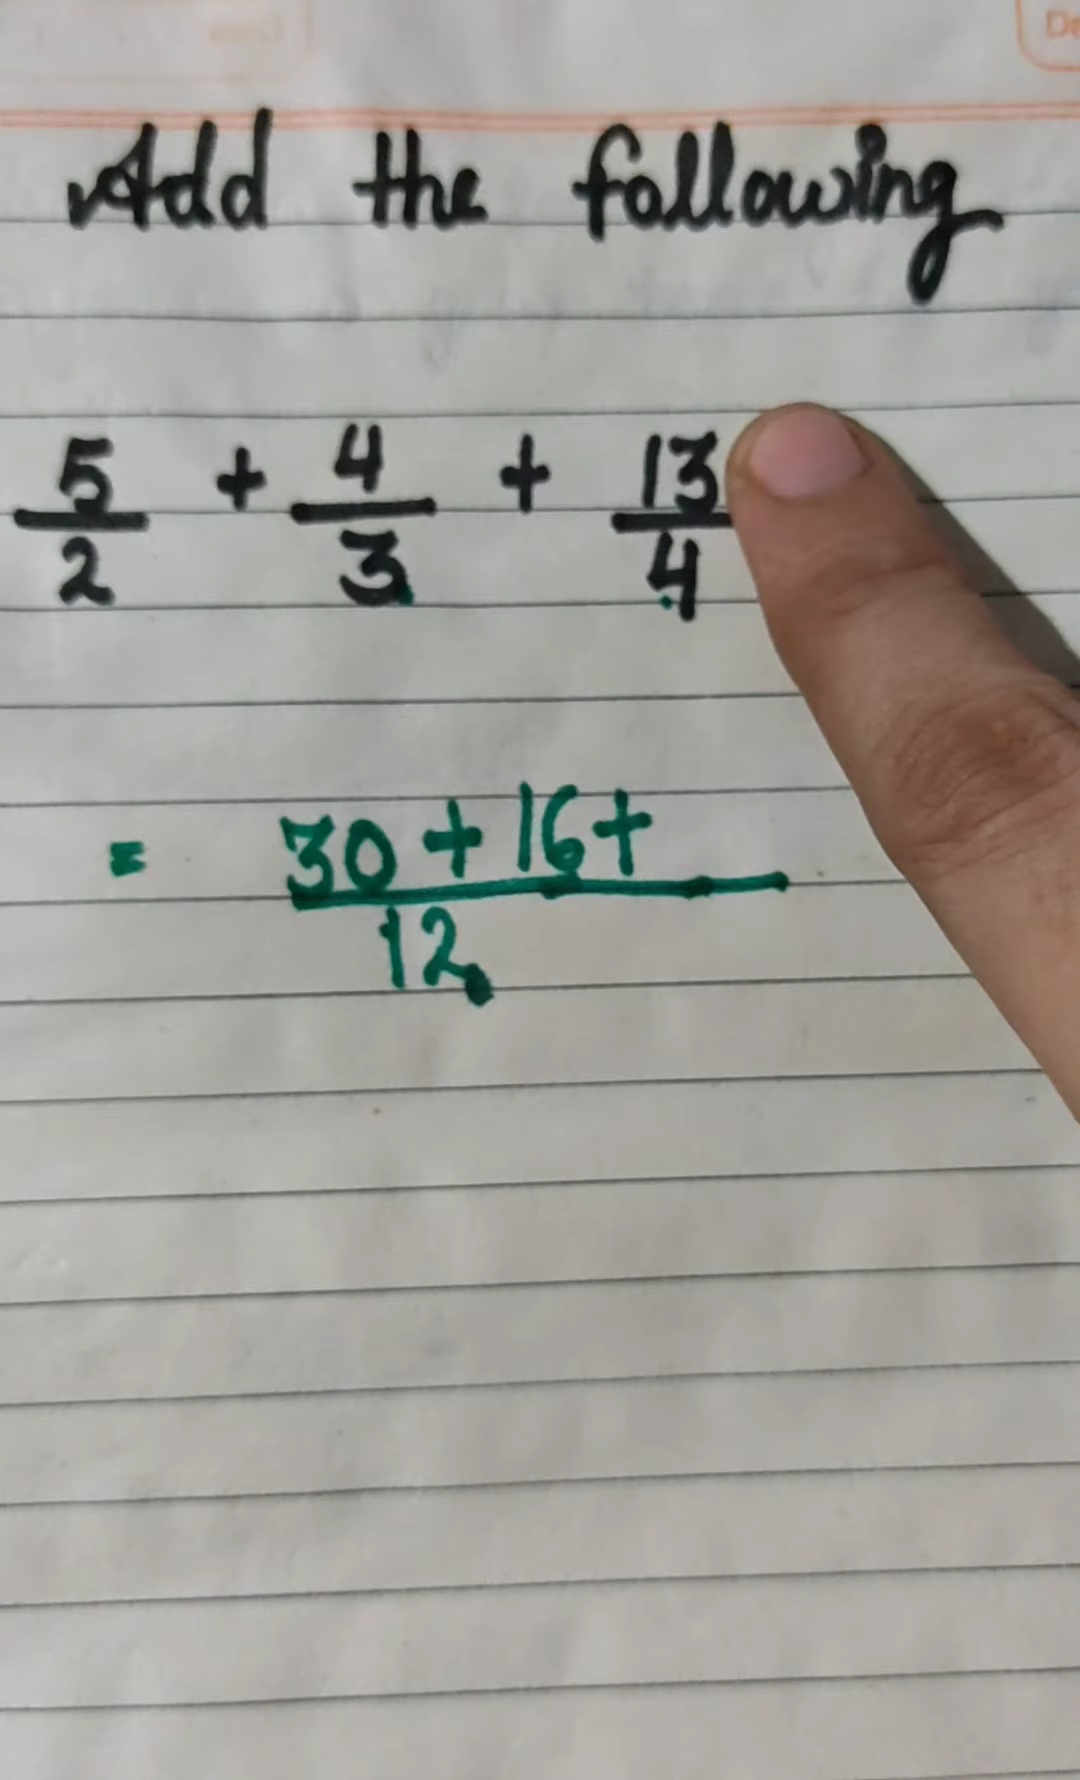 Add the following
5/2 + 4/3 + 13/4
= 30 + 16 +
12